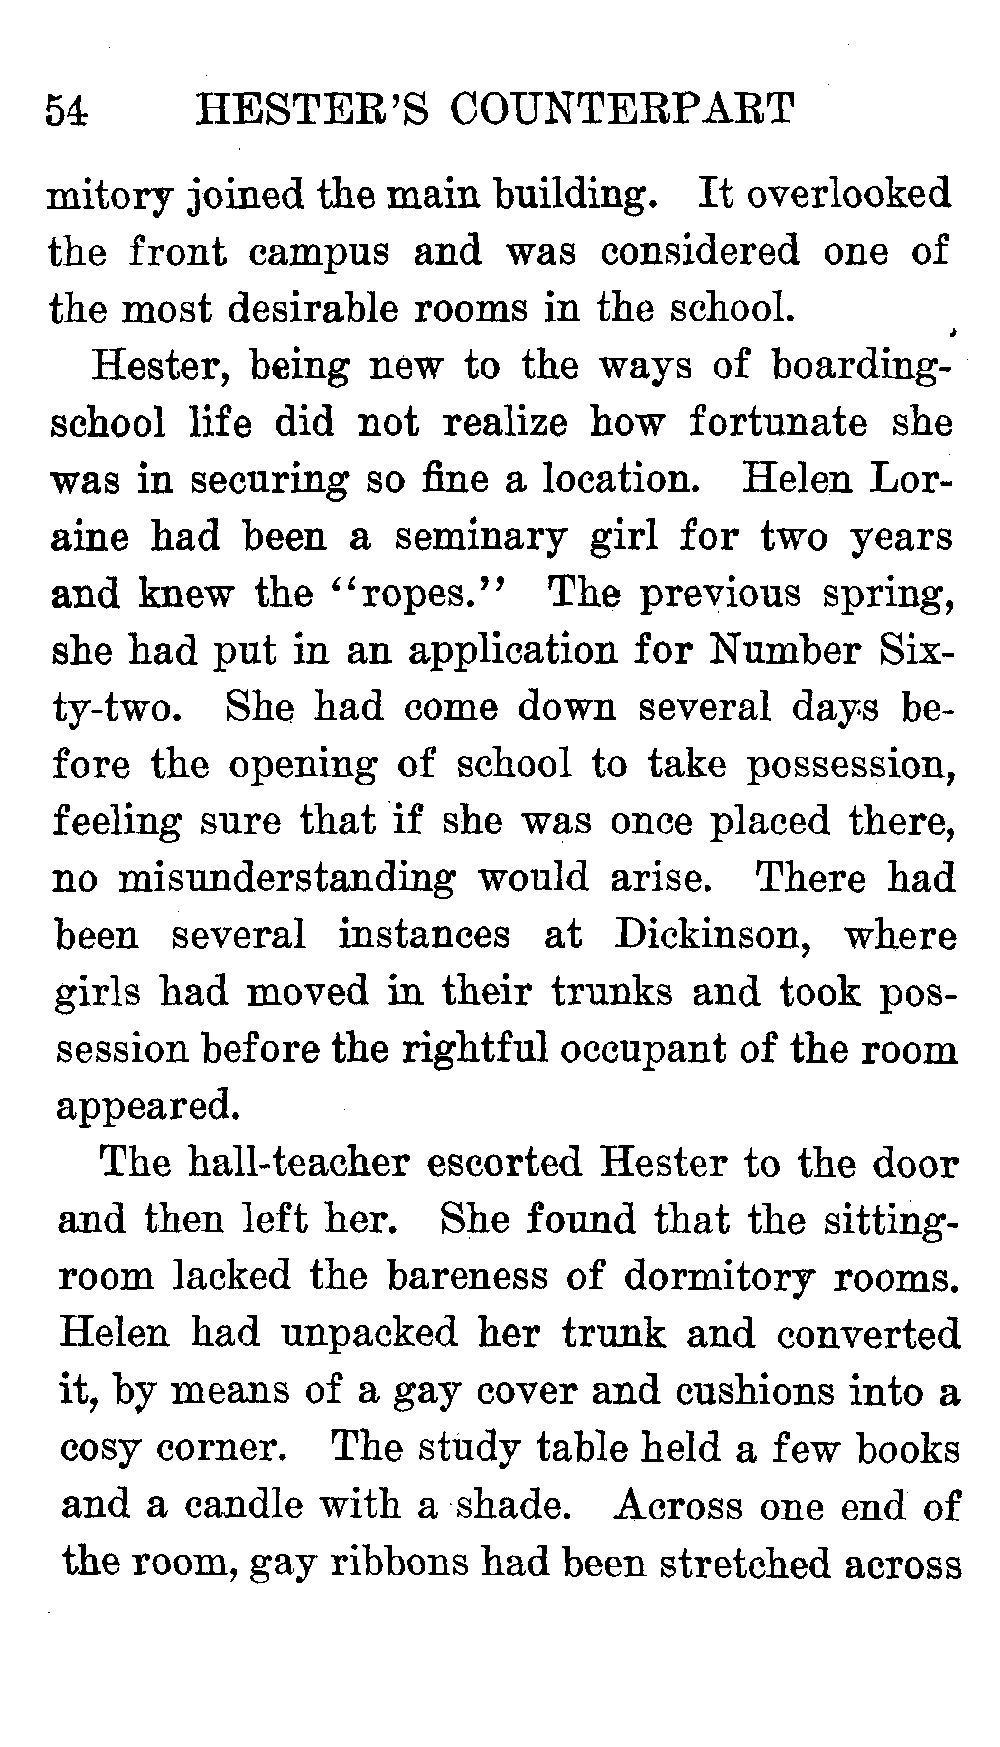 54 HESTER'S COUNTERPART
mitory joined the main building. It overlooked
the front campus and was considered one of
the most desirable rooms in the school.
Hester, being new to the ways of boarding-
school life did not realize how fortunate she
was in securing so fine a location. Helen Lor-
aine had been a seminary girl for two years
and knew the "ropes." The previous spring,
she had put in an application for Number Six-
ty-two. She had come down several days be-
fore the opening of school to take possession,
feeling sure that if she was once placed there,
no misunderstanding would arise. There had
been several instances at Dickinson, where
girls had moved in their trunks and took pos-
session before the rightful occupant of the room
appeared.
The hall-teacher escorted Hester to the door
and then left her. She found that the sitting-
room lacked the bareness of dormitory rooms.
Helen had unpacked her trunk and converted
it, by means of a gay cover and cushions into a
cosy corner. The study table held a few books
and a candle with a shade. Across one end of
the room, gay ribbons had been stretched across